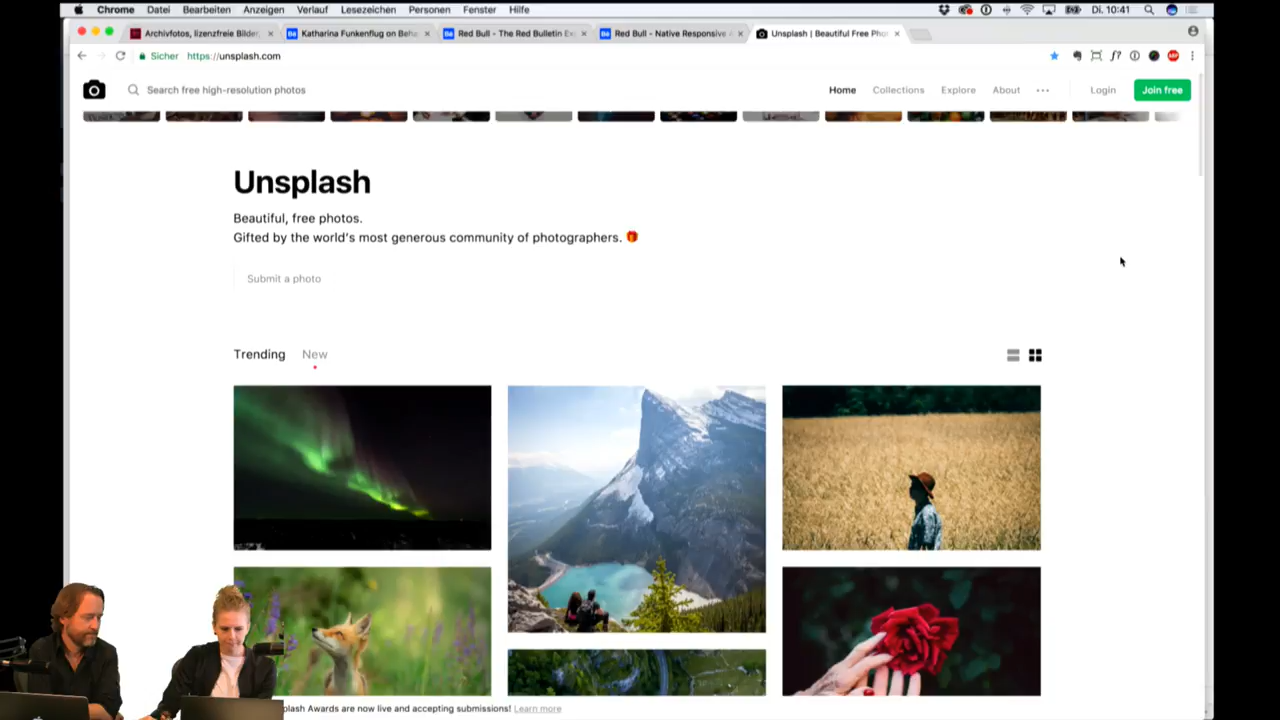 Chrome Datei Bearbeiten Anzeigen Verlauf Lesezeichen Personen Fenster Hilfe Di. 10:41
Archivfotos, lizenzfreie Bilder, Katharina Funkenflug on Beha Red Bull - The Red Bulletin Ex Red Bull - Native Responsive Unsplash | Beautiful Free Phot
Sicher https://unsplash.com
Search free high-resolution photos Home Collections Explore About Login Join free
Unsplash
Beautiful, free photos.
Gifted by the world's most generous community of photographers.
Submit a photo
Trending New
plash Awards are now live and accepting submissions! Learn more